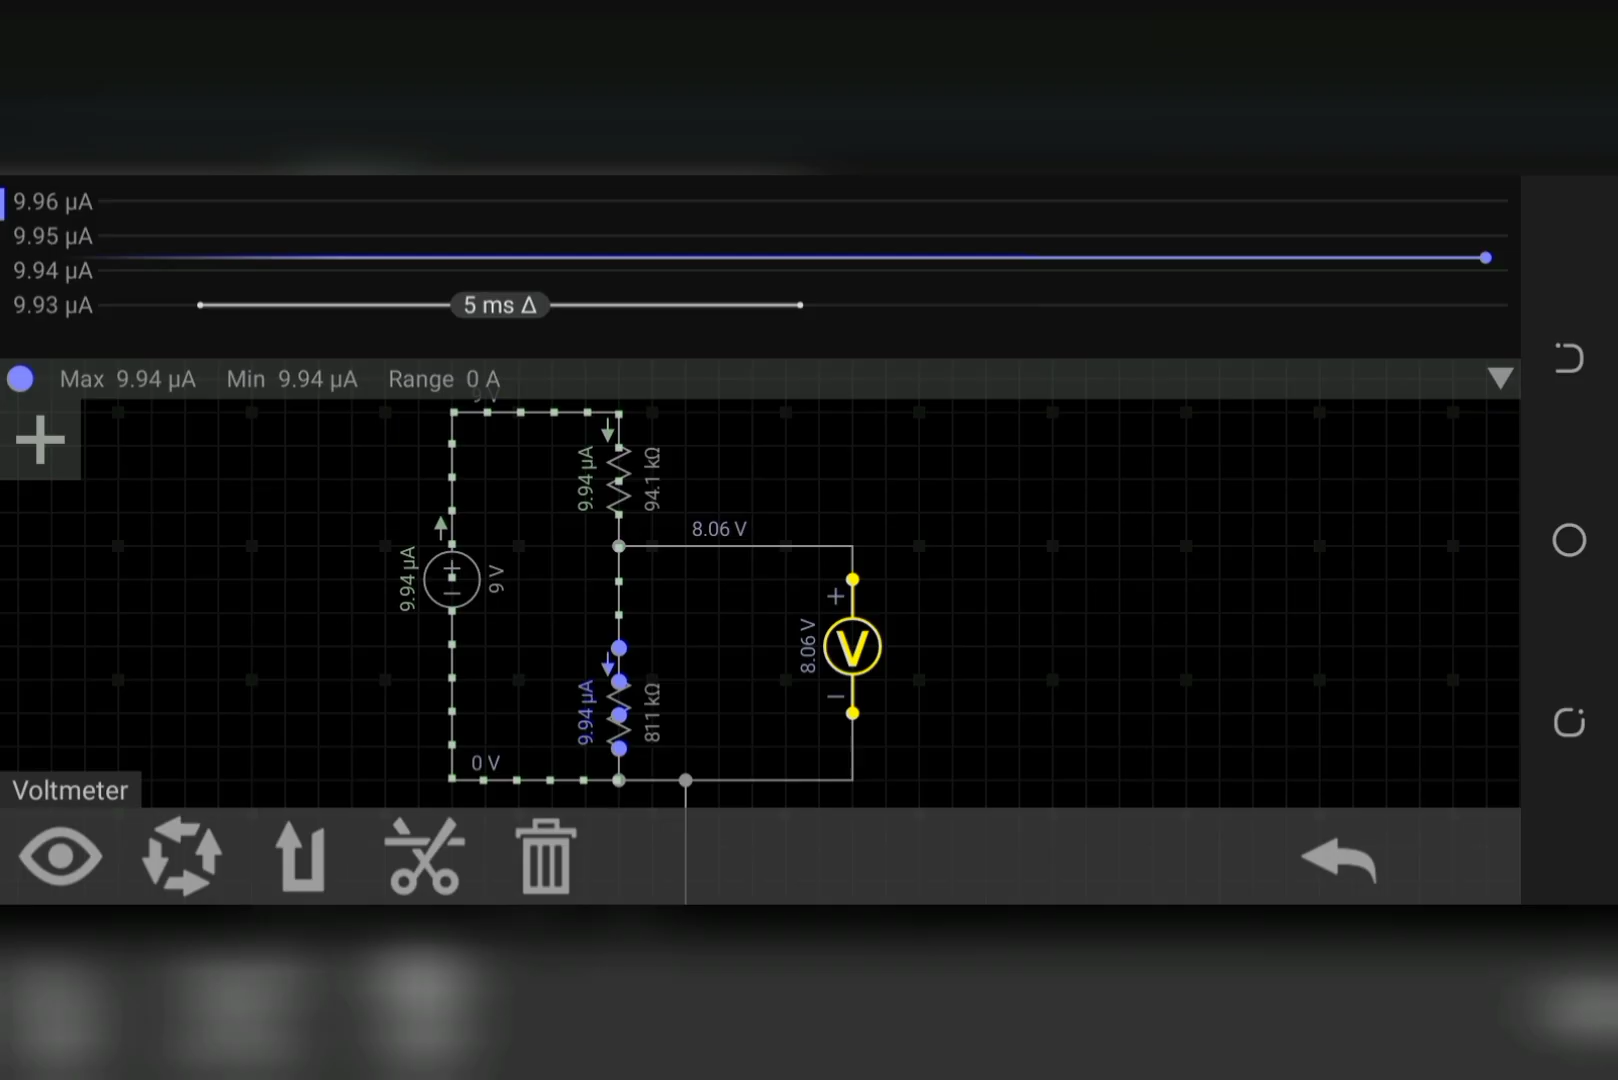 9.96 µA
9.95 µA
9.94 µA
9.93 µA
5 ms Δ
Max 9.94 µA Min 9.94 µA Range 0 A
9 V
+
9.94 µA
94.1 kΩ
8.06 V
9.94 µA
+
−
9 V
+
8.06 V
V
−
9.94 µA
811 kΩ
0 V
Voltmeter